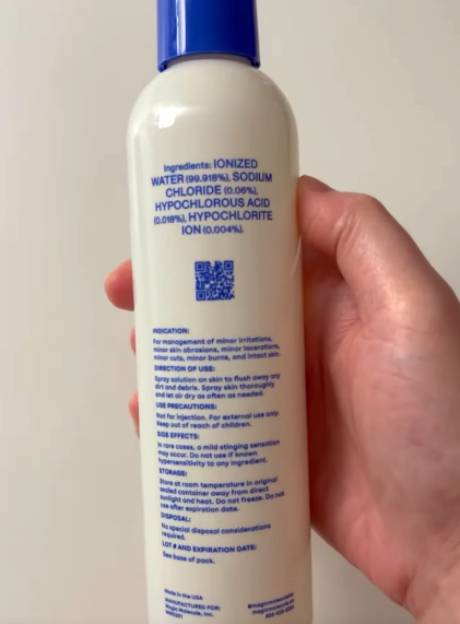 Ingredients: IONIZED
WATER (99.918%), SODIUM
CHLORIDE (0.06%),
HYPOCHLOROUS ACID
(0.018%), HYPOCHLORITE
ION (0.004%).
INDICATION:
For management of minor irritations,
minor skin abrasions, minor lacerations,
minor cuts, minor burns, and intact skin.
DIRECTION OF USE:
Spray solution on skin to flush away any
dirt and debris. Spray skin thoroughly
and let air dry as often as needed.
USE PRECAUTIONS:
Not for injection. For external use only
Keep out of reach of children.
SIDE EFFECTS:
In rare cases, a mild stinging sensation
may occur. Do not use if known
hypersensitivity to any ingredient.
STORAGE:
Store at room temperature in original
sealed container away from direct
sunlight and heat. Do not freeze. Do not
use after expiration date.
DISPOSAL:
No special disposal considerations
required.
LOT # AND EXPIRATION DATE:
See base of pack.
Made in the USA
MANUFACTURED FOR:
Magic Molecule, Inc.